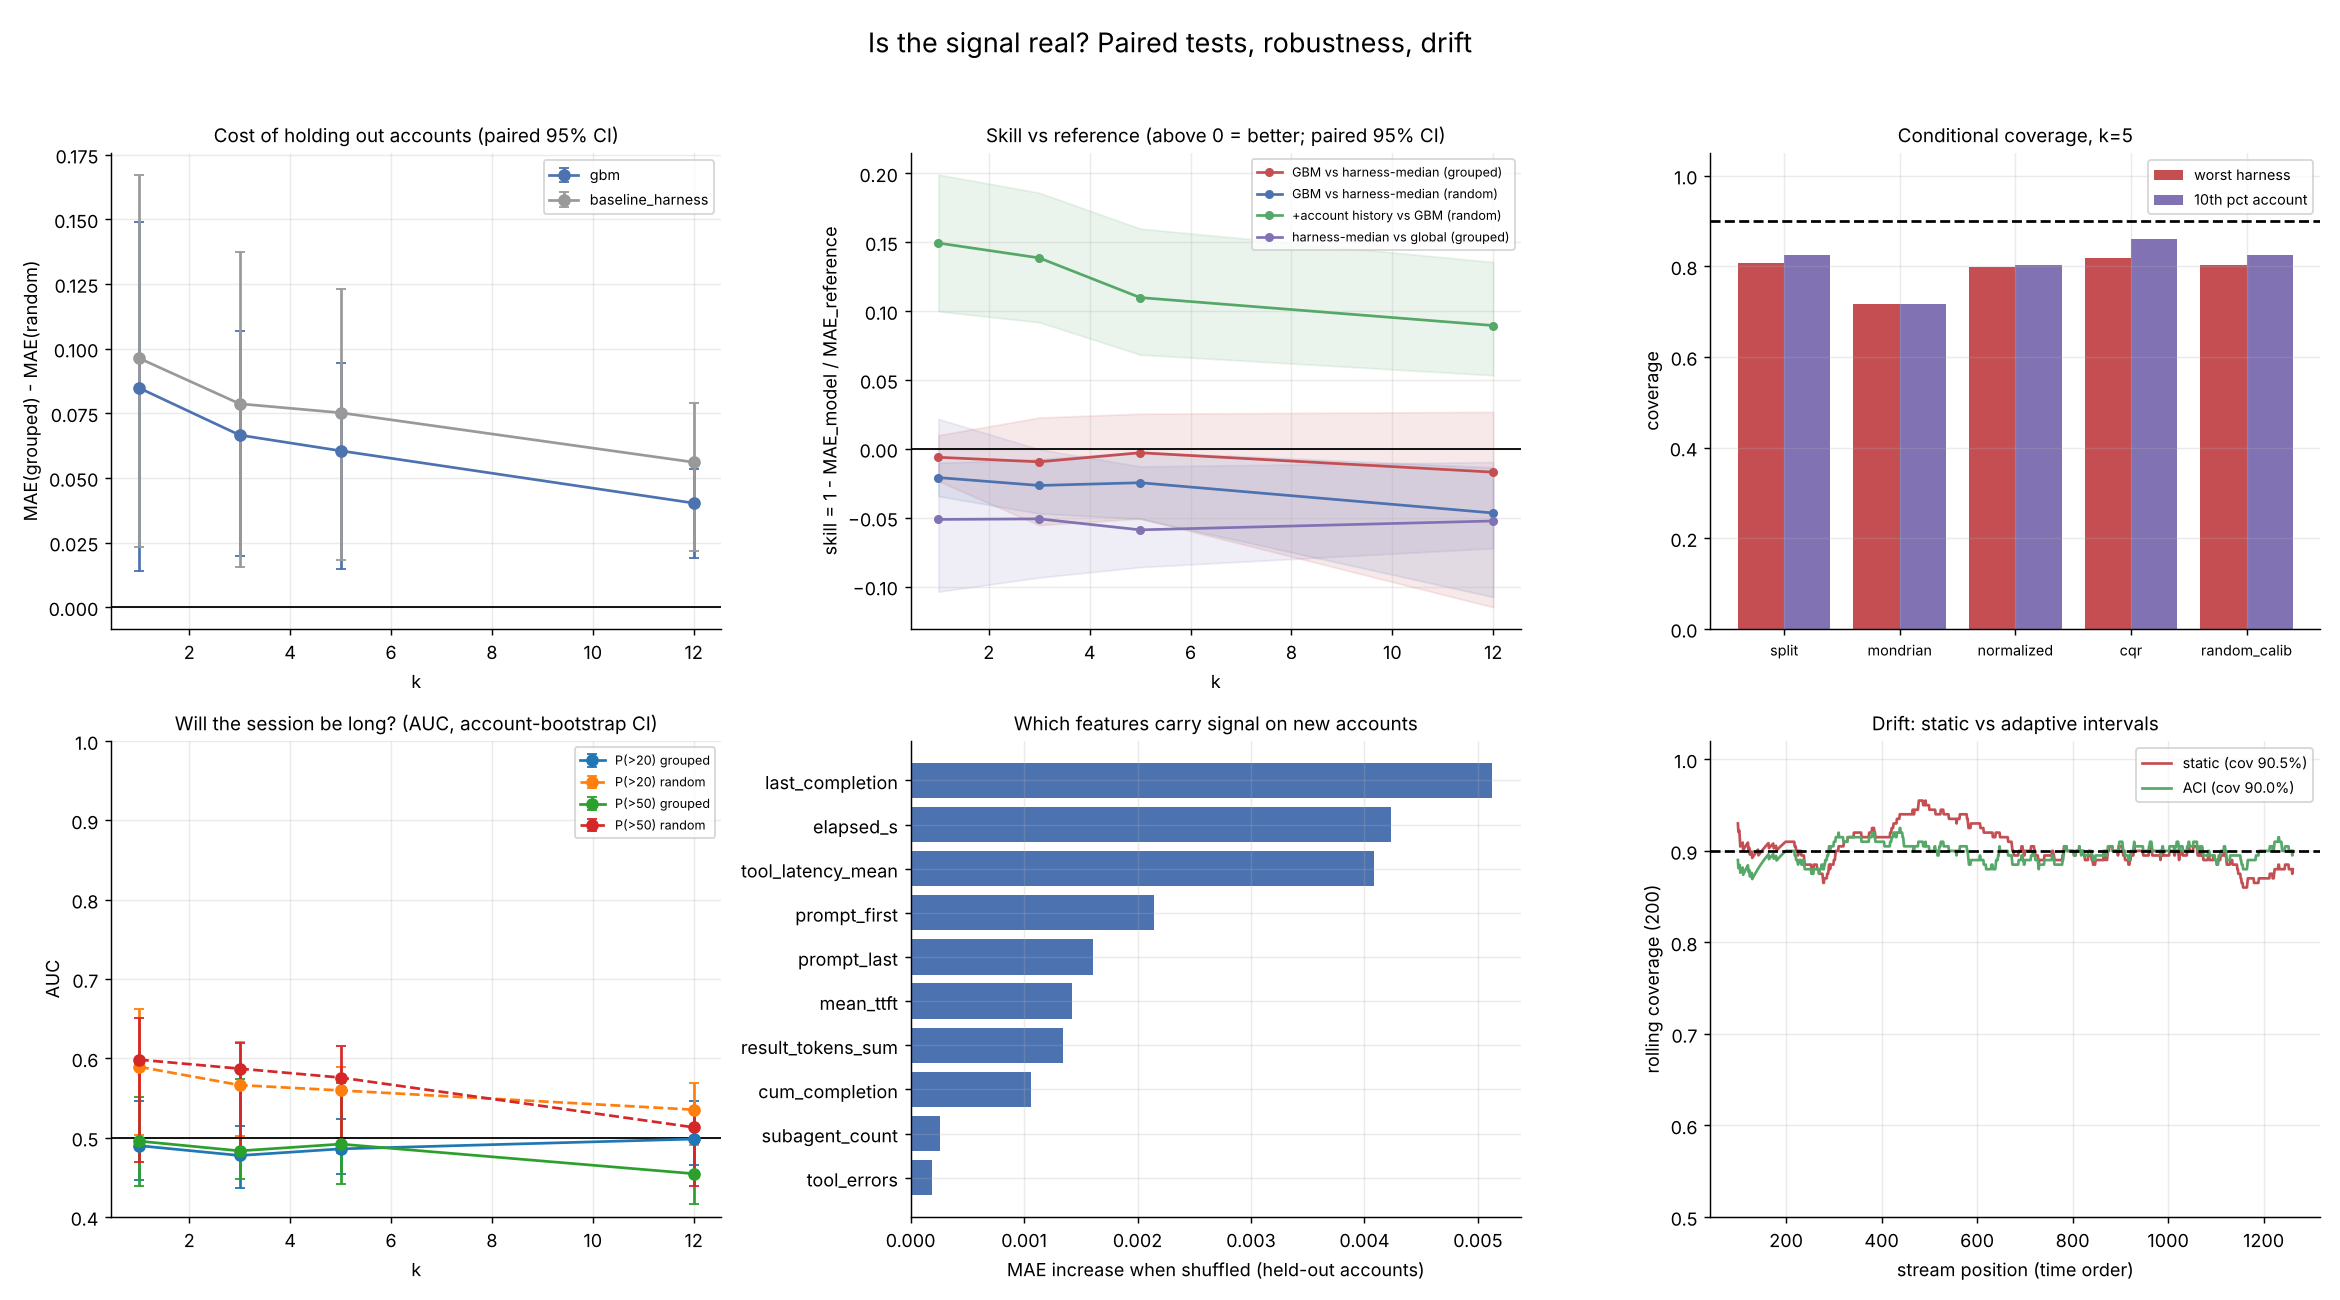 Is the signal real? Paired tests, robustness, drift
Cost of holding out accounts (paired 95% CI)
MAE(grouped) - MAE(random)
0.175
0.150
0.125
0.100
0.075
0.050
0.025
0.000
gbm
baseline_harness
2 4 6 8 10 12
k
Skill vs reference (above 0 = better; paired 95% CI)
skill = 1 - MAE_model / MAE_reference
0.20
0.15
0.10
0.05
0.00
−0.05
−0.10
GBM vs harness-median (grouped)
GBM vs harness-median (random)
+account history vs GBM (random)
harness-median vs global (grouped)
2 4 6 8 10 12
k
Conditional coverage, k=5
coverage
1.0
0.8
0.6
0.4
0.2
0.0
worst harness
10th pct account
split mondrian normalized cqr random_calib
Will the session be long? (AUC, account-bootstrap CI)
AUC
1.0
0.9
0.8
0.7
0.6
0.5
0.4
P(>20) grouped
P(>20) random
P(>50) grouped
P(>50) random
2 4 6 8 10 12
k
Which features carry signal on new accounts
last_completion
elapsed_s
tool_latency_mean
prompt_first
prompt_last
mean_ttft
result_tokens_sum
cum_completion
subagent_count
tool_errors
0.000 0.001 0.002 0.003 0.004 0.005
MAE increase when shuffled (held-out accounts)
Drift: static vs adaptive intervals
rolling coverage (200)
1.0
0.9
0.8
0.7
0.6
0.5
static (cov 90.5%)
ACI (cov 90.0%)
200 400 600 800 1000 1200
stream position (time order)